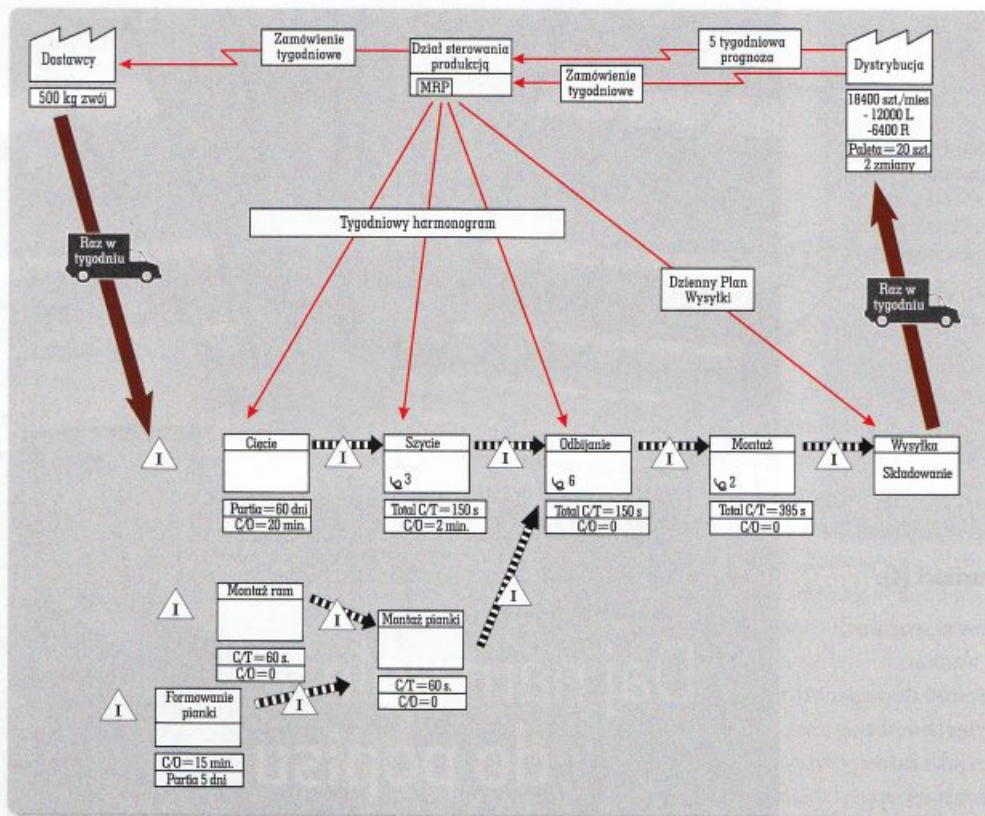 Dostawcy
500 kg zwój
Zamówienie
tygodniowe
Dział sterowania
produkcją
MRP
5 tygodniowa
prognoza
Zamówienie
tygodniowe
Dystrybucja
18400 szt./mies
- 12000 L
-6400 R
Paleta=20 szt.
2 zmiany
Tygodniowy harmonogram
Raz w
tygodniu
Dzienny Plan
Wysyłki
Raz w
tygodniu
I
Cięcie
Partia=60 dni
C/O=20 min.
I
Szycie
3
Total C/T=150 s
C/O=2 min.
I
Odbijanie
6
Total C/T=150 s
C/O=0
I
Montaż
2
Total C/T=395 s
C/O=0
I
Wysyłka
Składowanie
I
Montaż ram
C/T=60 s.
C/O=0
I
Montaż pianki
C/T=60 s.
C/O=0
I
I
Formowanie
pianki
C/O=15 min.
Partia 5 dni
I